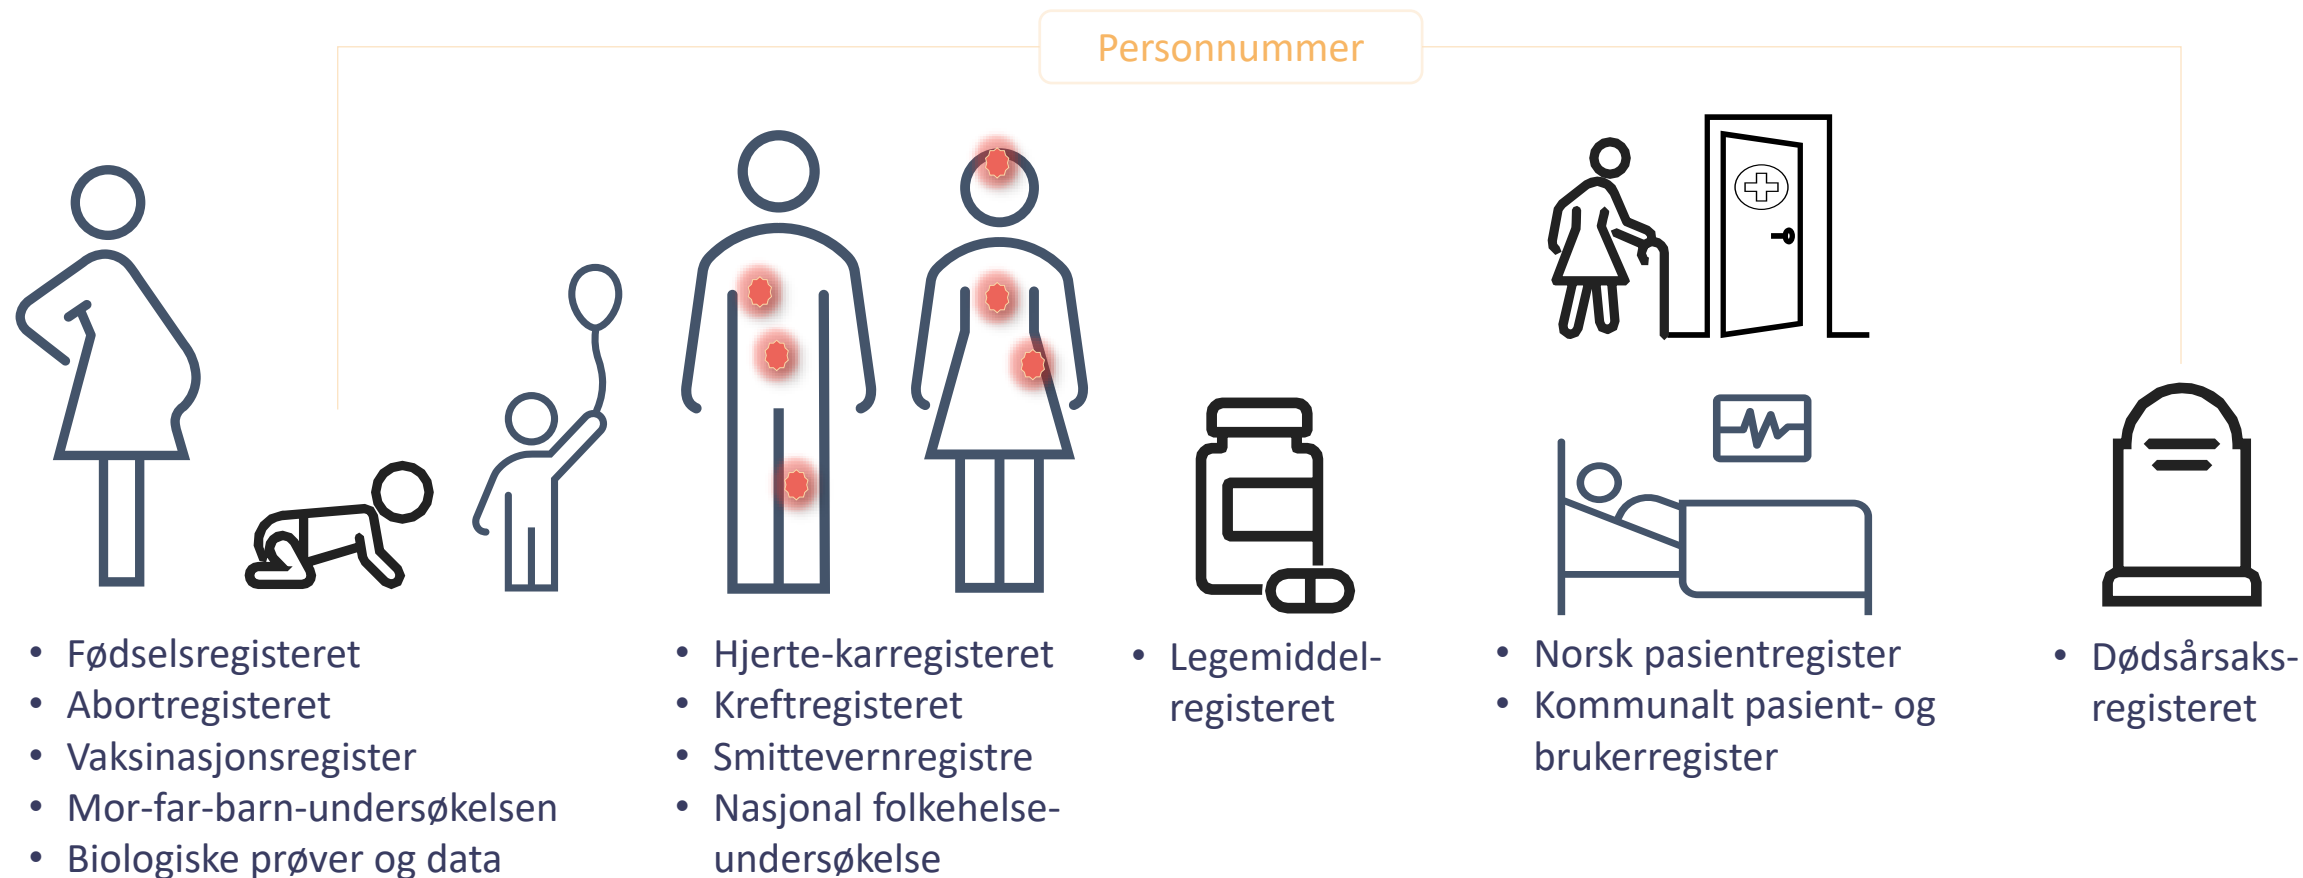 Personnummer
• Fødselsregisteret
• Abortregisteret
• Vaksinasjonsregister
• Mor-far-barn-undersøkelsen
• Biologiske prøver og data
• Hjerte-karregisteret
• Kreftregisteret
• Smittevernregistre
• Nasjonal folkehelse-
undersøkelse
• Legemiddel-
registeret
• Norsk pasientregister
• Kommunalt pasient- og
brukerregister
• Dødsårsaks-
registeret